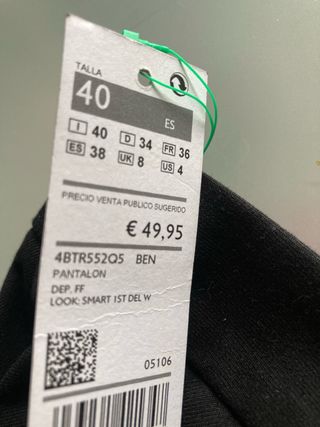 TALLA
40 ES
I 40 D 34 FR 36
ES 38 UK 8 US 4
PRECIO VENTA PUBLICO SUGERIDO
€ 49,95
4BTR552Q5 BEN
PANTALON
DEP. FF
LOOK: SMART 1ST DEL W
05106